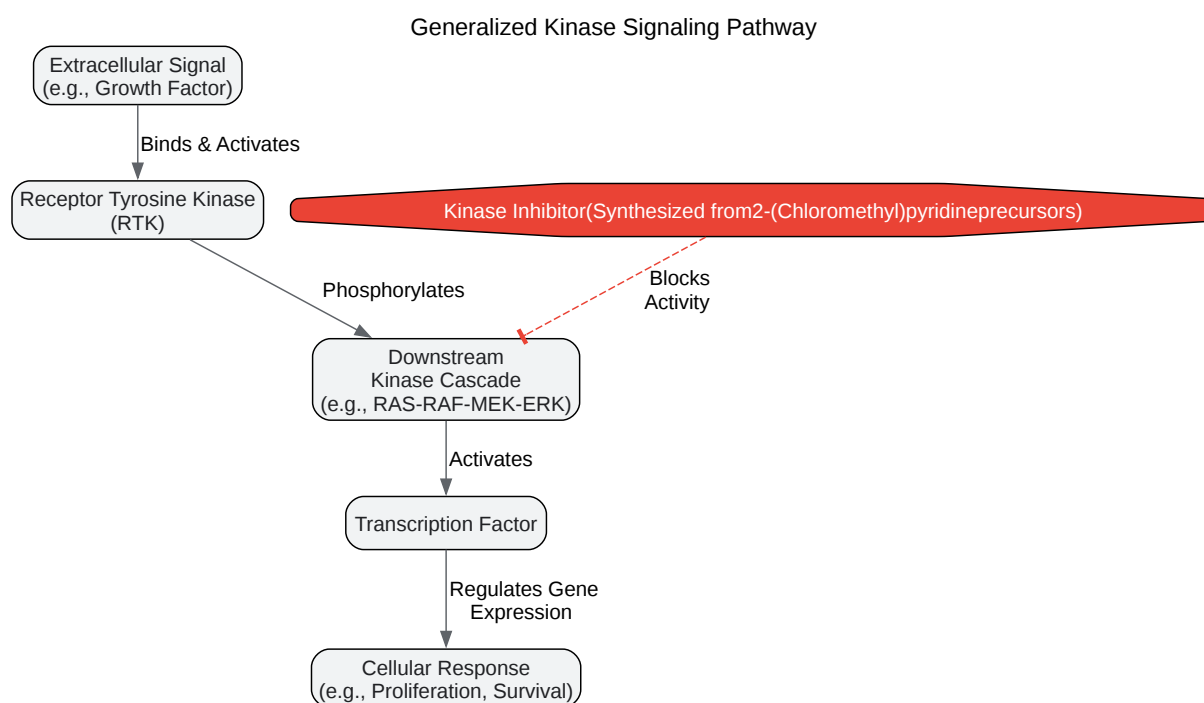 Generalized Kinase Signaling Pathway
Extracellular Signal
(e.g., Growth Factor)
Binds & Activates
Receptor Tyrosine Kinase
(RTK)
Kinase Inhibitor(Synthesized from2-(Chloromethyl)pyridineprecursors)
Phosphorylates
Blocks
Activity
Downstream
Kinase Cascade
(e.g., RAS-RAF-MEK-ERK)
Activates
Transcription Factor
Regulates Gene
Expression
Cellular Response
(e.g., Proliferation, Survival)